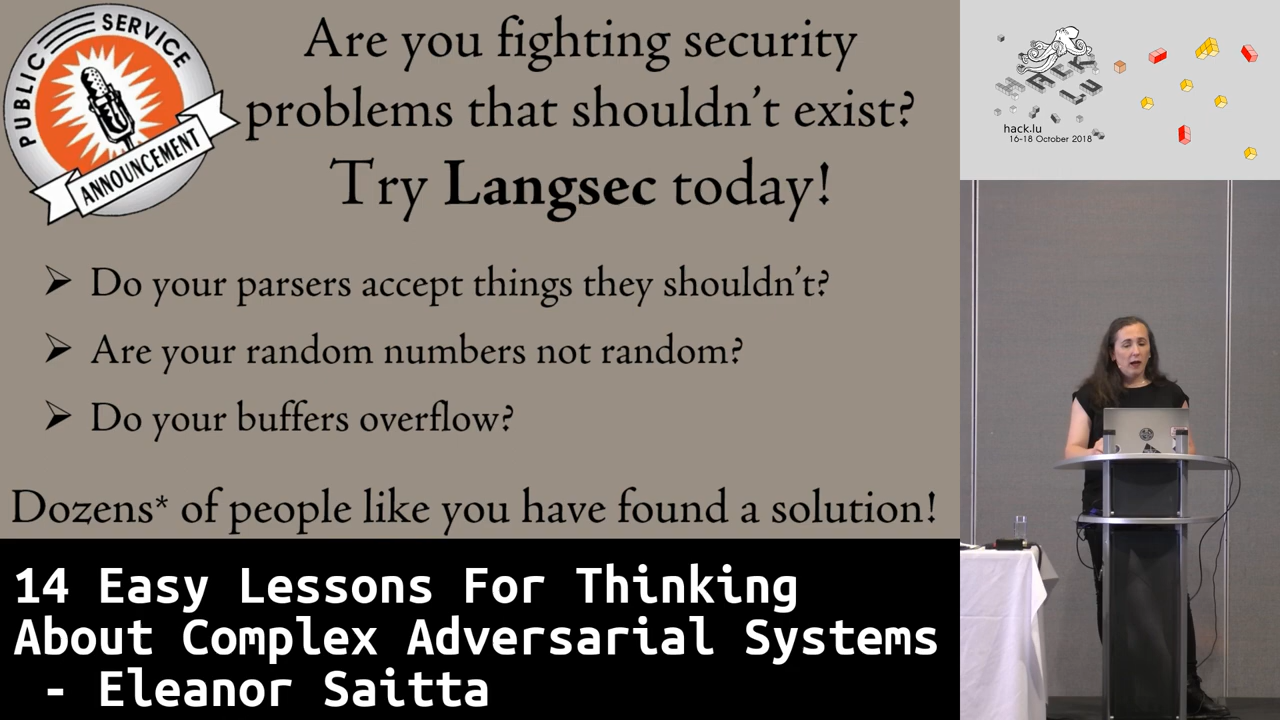 PUBLIC SERVICE
ANNOUNCEMENT
Are you fighting security
problems that shouldn't exist?
Try Langsec today!
➢ Do your parsers accept things they shouldn't?
➢ Are your random numbers not random?
➢ Do your buffers overflow?
Dozens* of people like you have found a solution!
14 Easy Lessons For Thinking
About Complex Adversarial Systems
- Eleanor Saitta
HACK
LU
hack.lu
16-18 October 2018